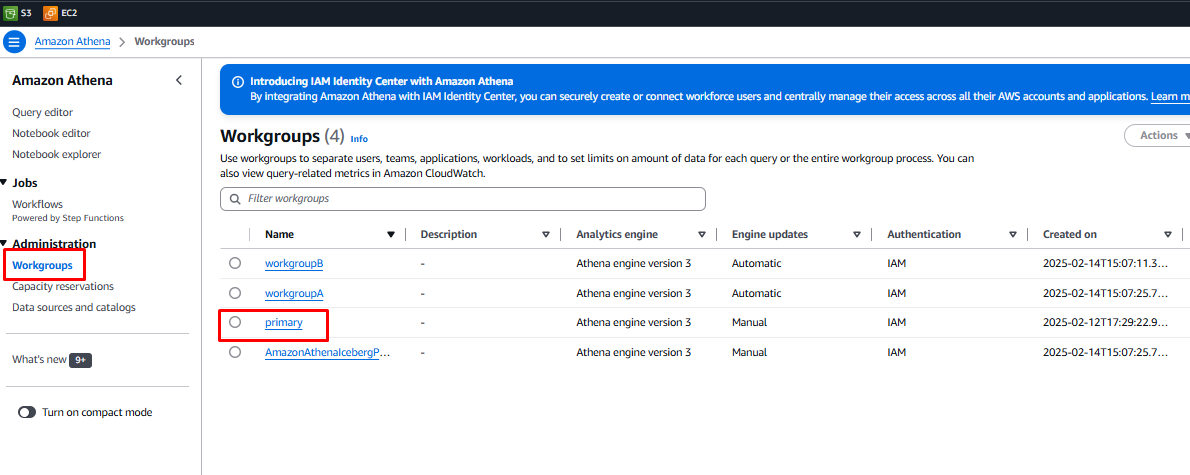 S3 EC2
Amazon Athena > Workgroups
Amazon Athena
Query editor
Notebook editor
Notebook explorer
Jobs
Workflows
Powered by Step Functions
Administration
Workgroups
Capacity reservations
Data sources and catalogs
What's new 9+
Turn on compact mode
Introducing IAM Identity Center with Amazon Athena
By integrating Amazon Athena with IAM Identity Center, you can securely create or connect workforce users and centrally manage their access across all their AWS accounts and applications. Learn m
Workgroups (4) Info
Actions
Use workgroups to separate users, teams, applications, workloads, and to set limits on amount of data for each query or the entire workgroup process. You can
also view query-related metrics in Amazon CloudWatch.
Filter workgroups
Name Description Analytics engine Engine updates Authentication Created on
workgroupB - Athena engine version 3 Automatic IAM 2025-02-14T15:07:11.3...
workgroupA - Athena engine version 3 Automatic IAM 2025-02-14T15:07:25.7...
primary - Athena engine version 3 Manual IAM 2025-02-12T17:29:22.9...
AmazonAthenaIcebergP... - Athena engine version 3 Manual IAM 2025-02-14T15:07:25.7...